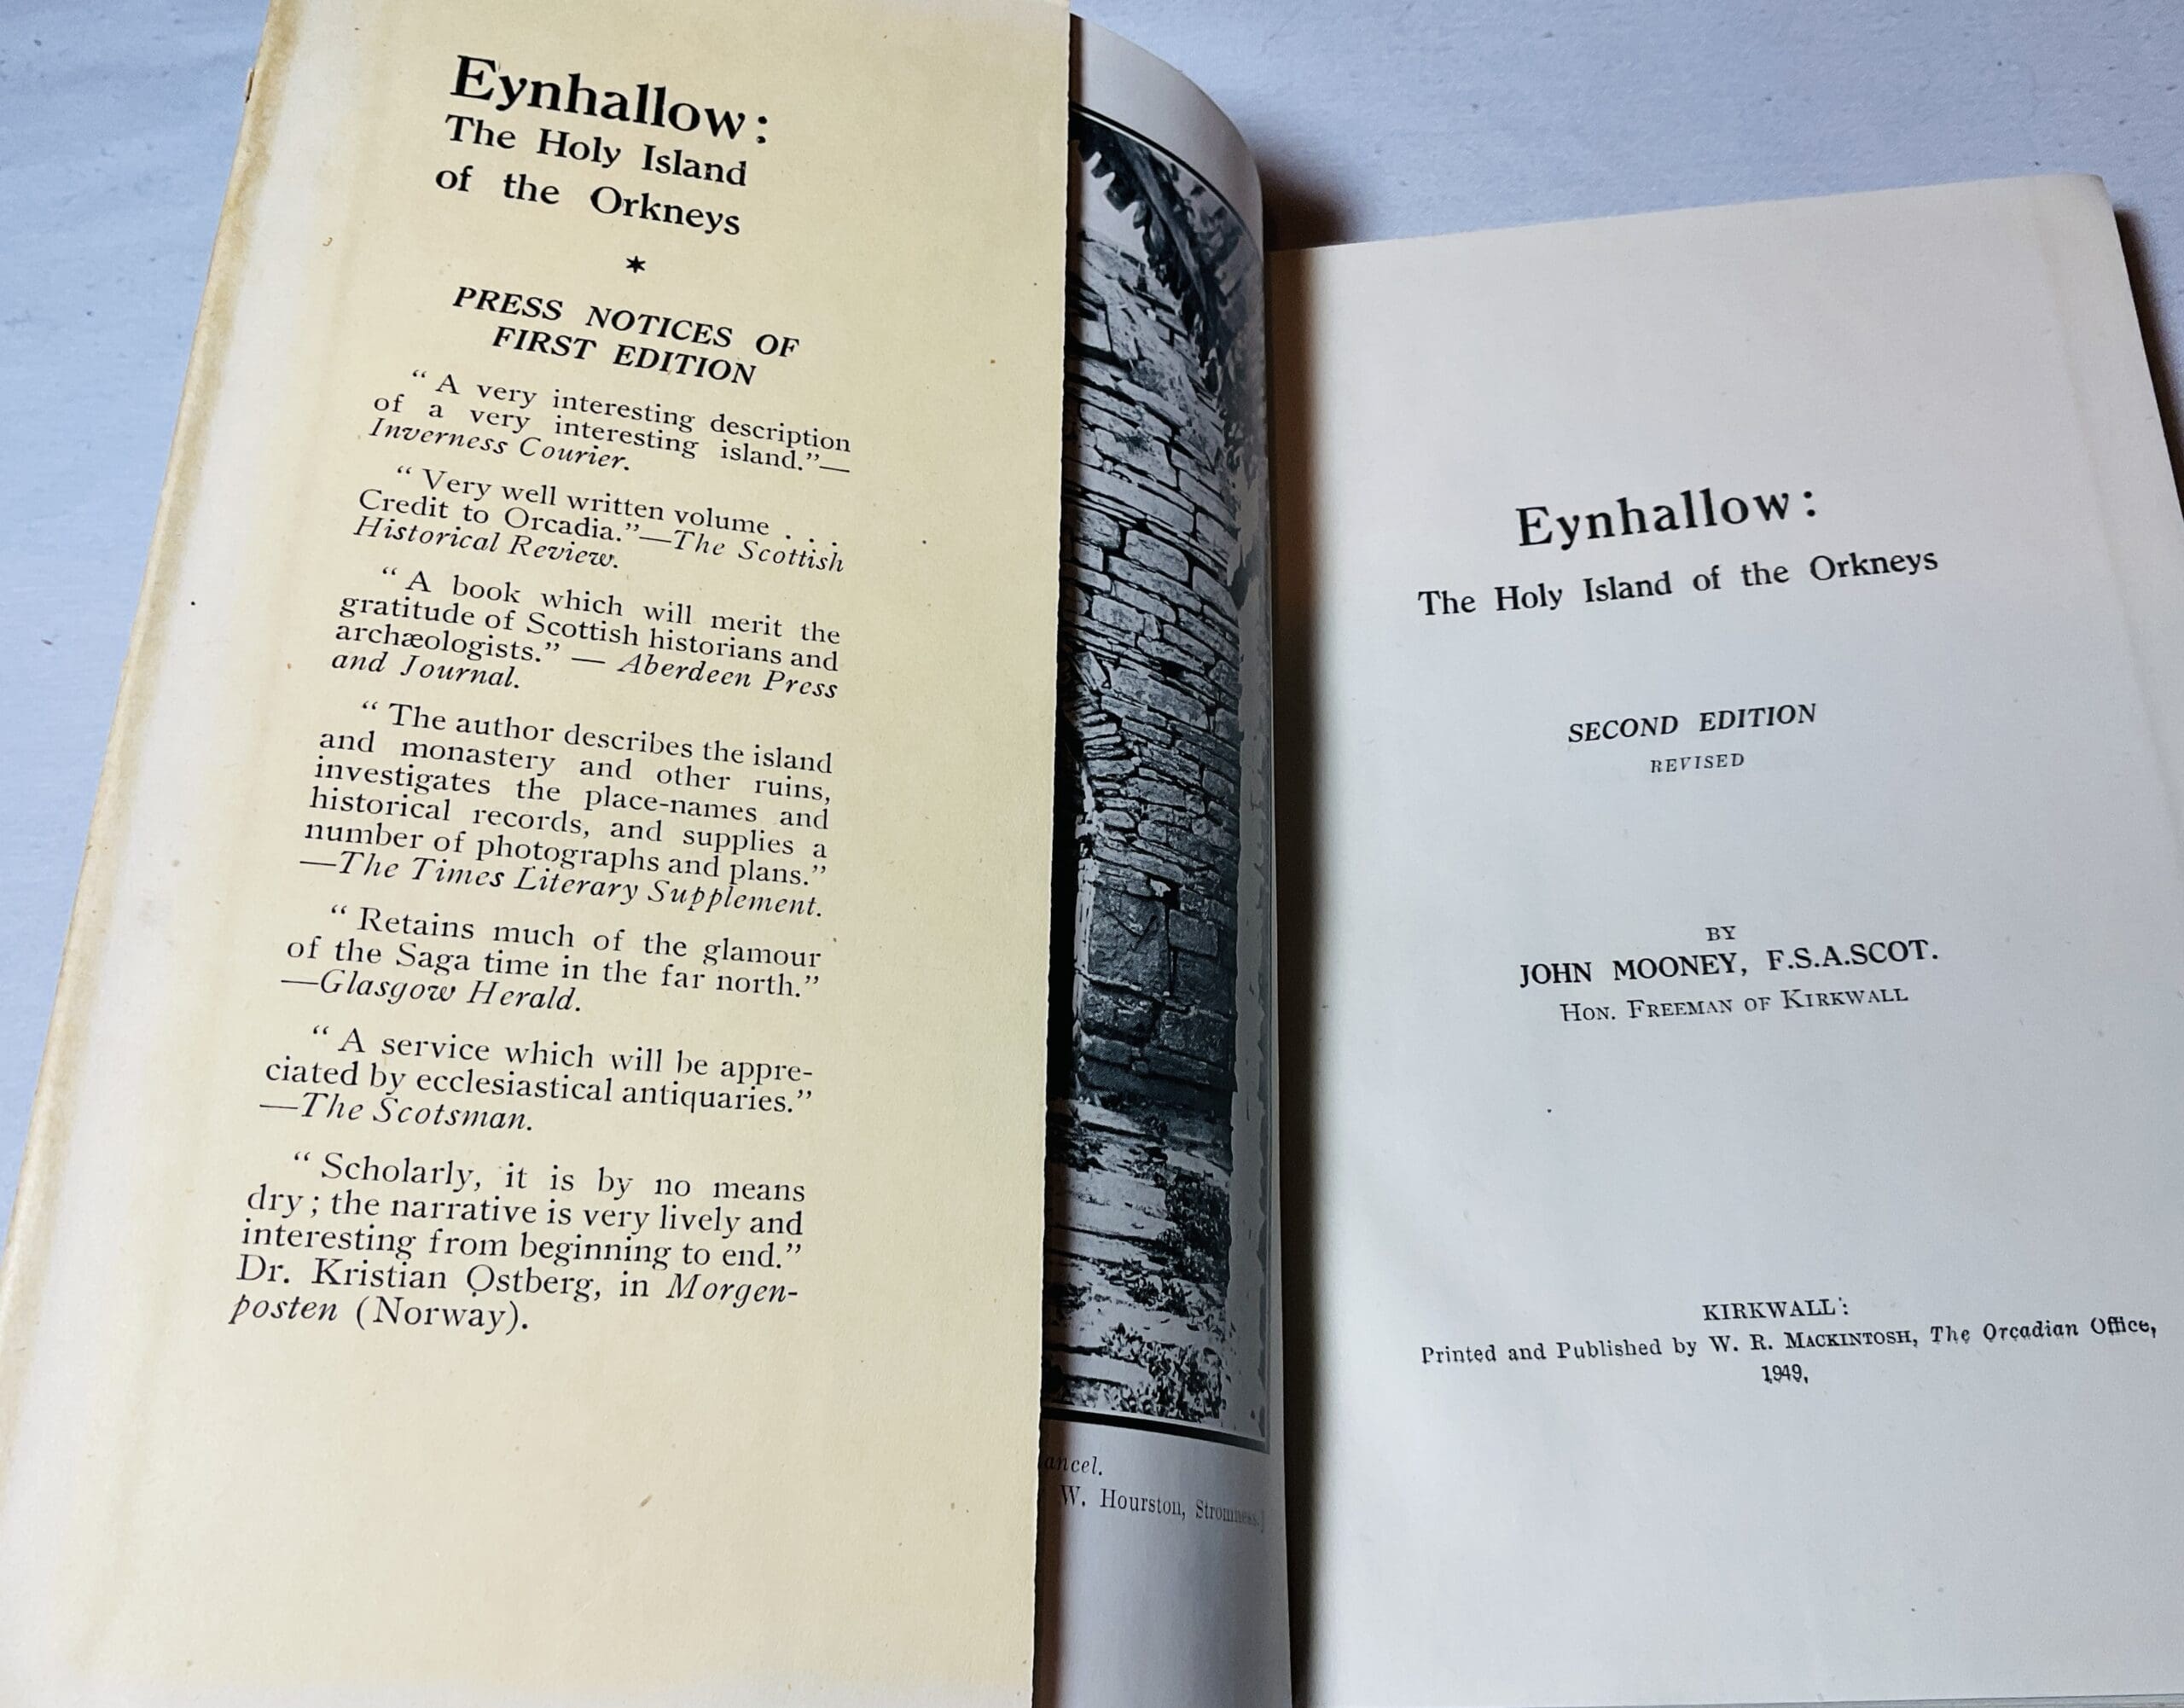 Eynhallow:
The Holy Island
of the Orkneys
*
PRESS NOTICES OF
FIRST EDITION
“ A very interesting description
of a very interesting island.”—
Inverness Courier.
“ Very well written volume . . .
Credit to Orcadia.”—The Scottish
Historical Review.
“ A book which will merit the
gratitude of Scottish historians and
archæologists.” — Aberdeen Press
and Journal.
“ The author describes the island
and monastery and other ruins,
investigates the place-names and
historical records, and supplies a
number of photographs and plans.”
—The Times Literary Supplement.
“ Retains much of the glamour
of the Saga time in the far north.”
—Glasgow Herald.
“ A service which will be appre-
ciated by ecclesiastical antiquaries.”
—The Scotsman.
“ Scholarly, it is by no means
dry ; the narrative is very lively and
interesting from beginning to end.”
Dr. Kristian Ostberg, in Morgen-
posten (Norway).
W. Hourston, Stromness.]
Eynhallow:
The Holy Island of the Orkneys
SECOND EDITION
REVISED
BY
JOHN MOONEY, F.S.A.SCOT.
HON. FREEMAN OF KIRKWALL
KIRKWALL:
Printed and Published by W. R. MACKINTOSH, The Orcadian Office,
1949,